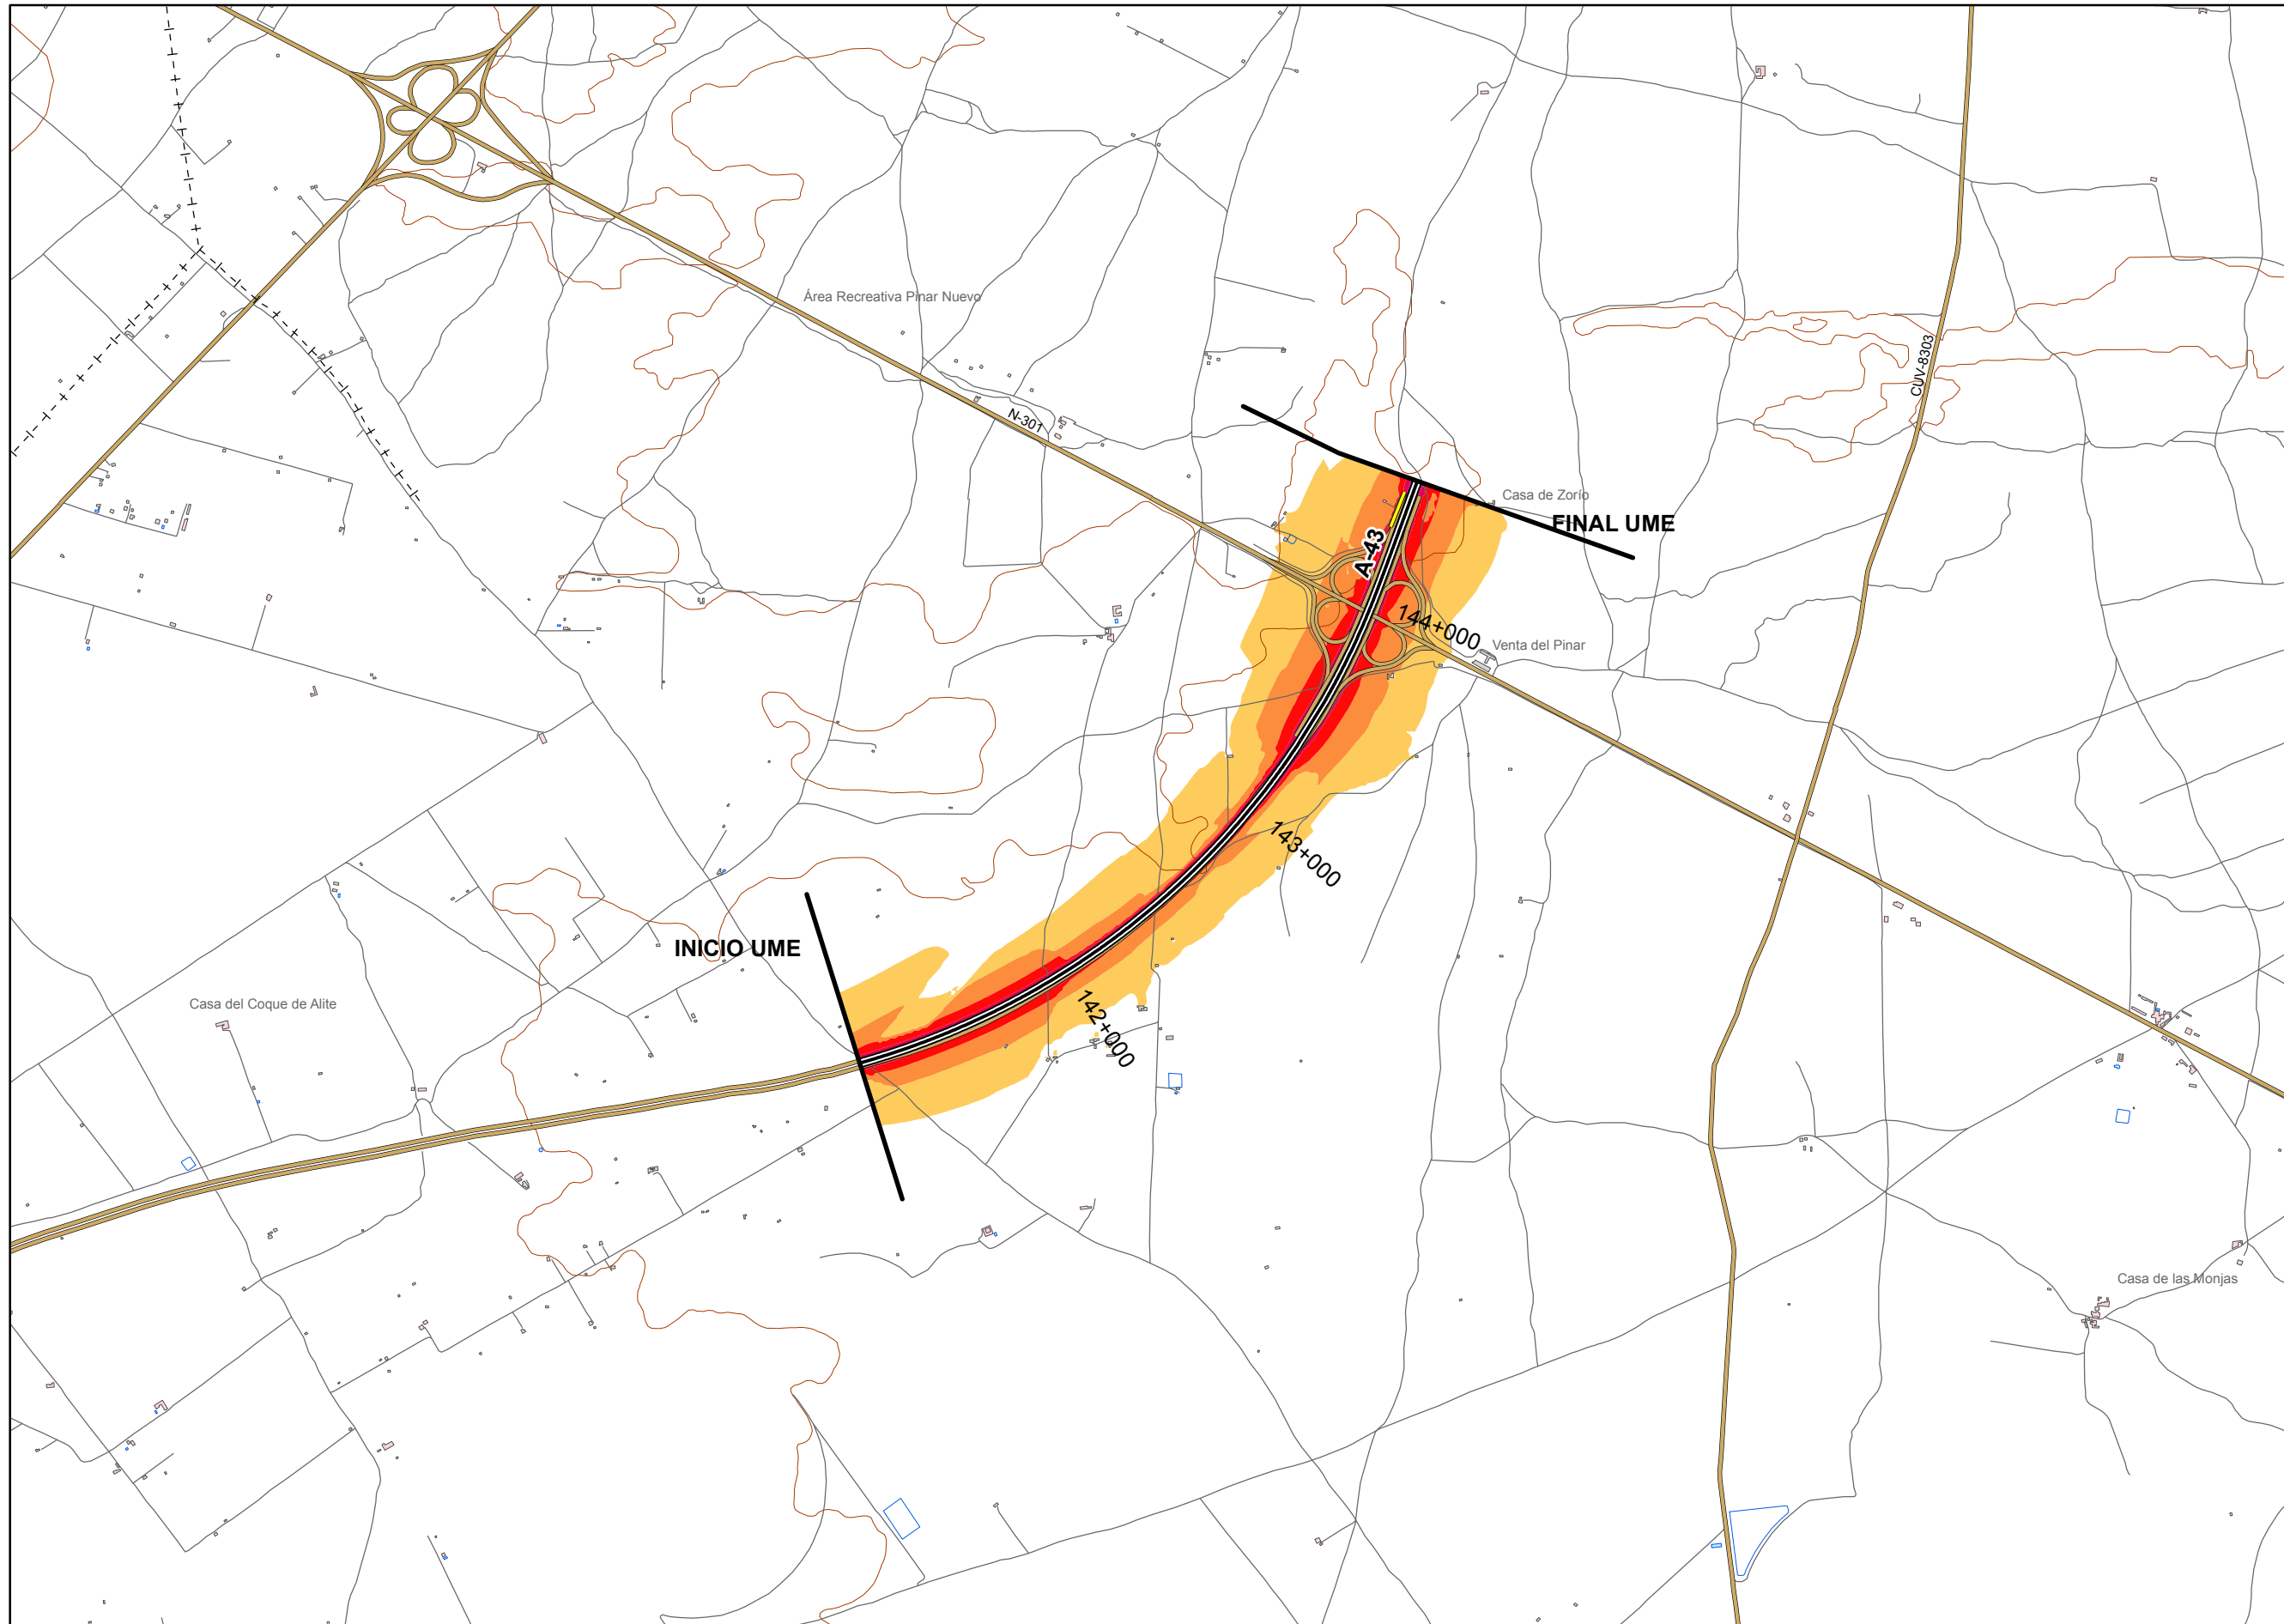 Área Recreativa Pinar Nuevo
CUV-8303
N-301
Casa de Zorío
FINAL UME
A-43
144+000
Venta del Pinar
143+000
INICIO UME
142+000
Casa del Coque de Alite
Casa de las Monjas